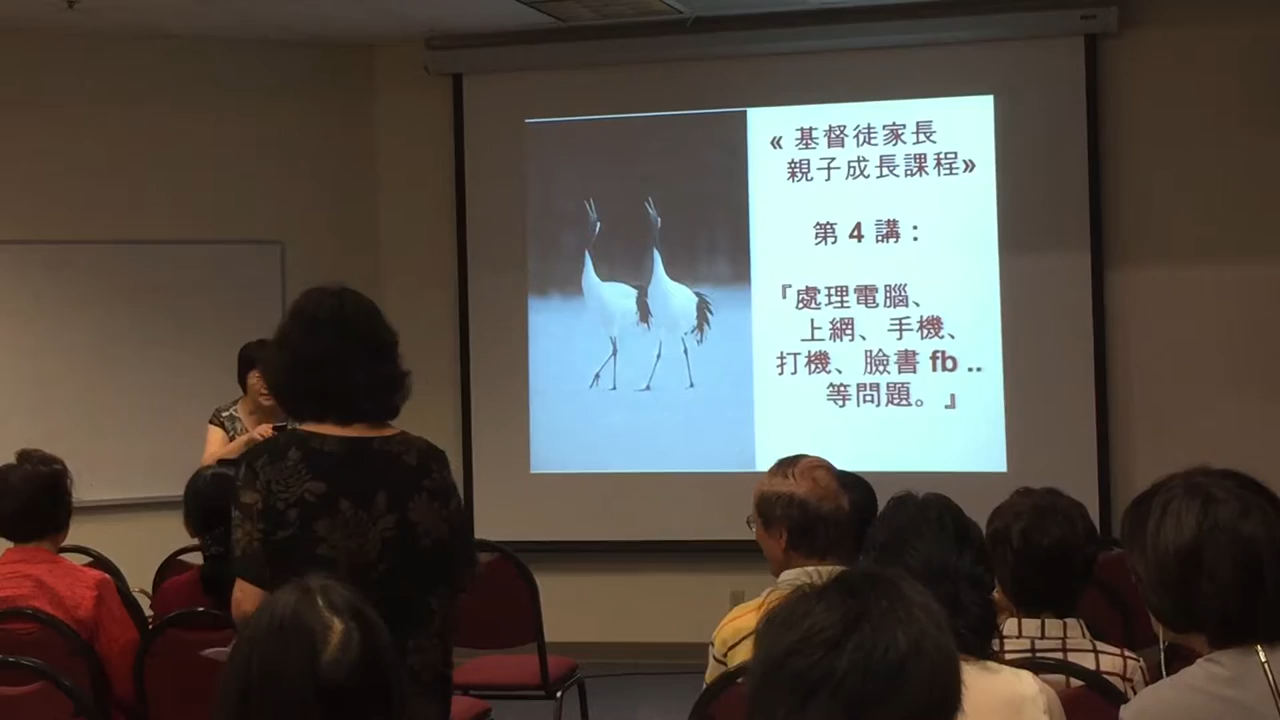 « 基督徒家長
親子成長課程»
第 4 講：
『處理電腦、
上網、手機、
打機、臉書 fb ..
等問題。』